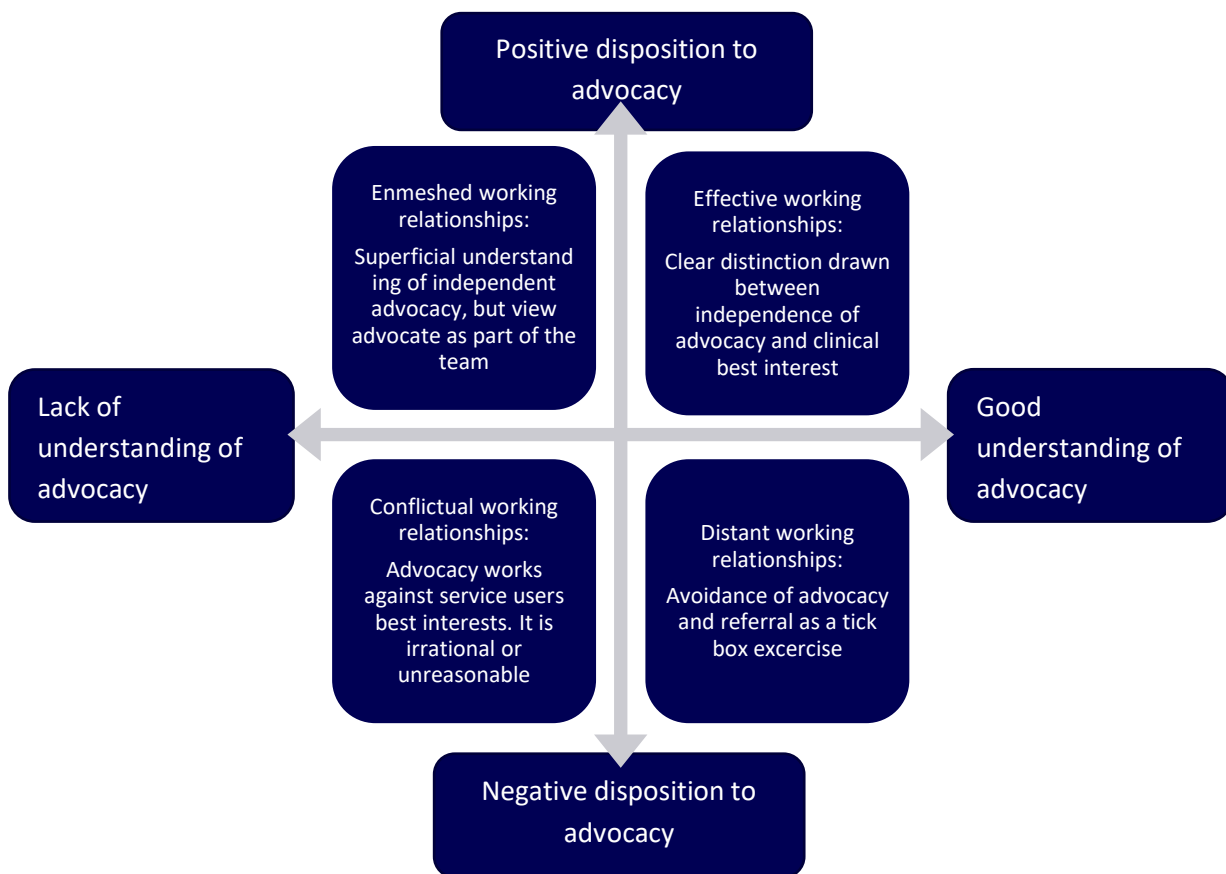 Positive disposition to
advocacy
Enmeshed working
relationships:
Superficial understand
ing of independent
advocacy, but view
advocate as part of the
team
Effective working
relationships:
Clear distinction drawn
between
independence of
advocacy and clinical
best interest
Lack of
understanding of
advocacy
Good
understanding of
advocacy
Conflictual working
relationships:
Advocacy works
against service users
best interests. It is
irrational or
unreasonable
Distant working
relationships:
Avoidance of advocacy
and referral as a tick
box excercise
Negative disposition to
advocacy